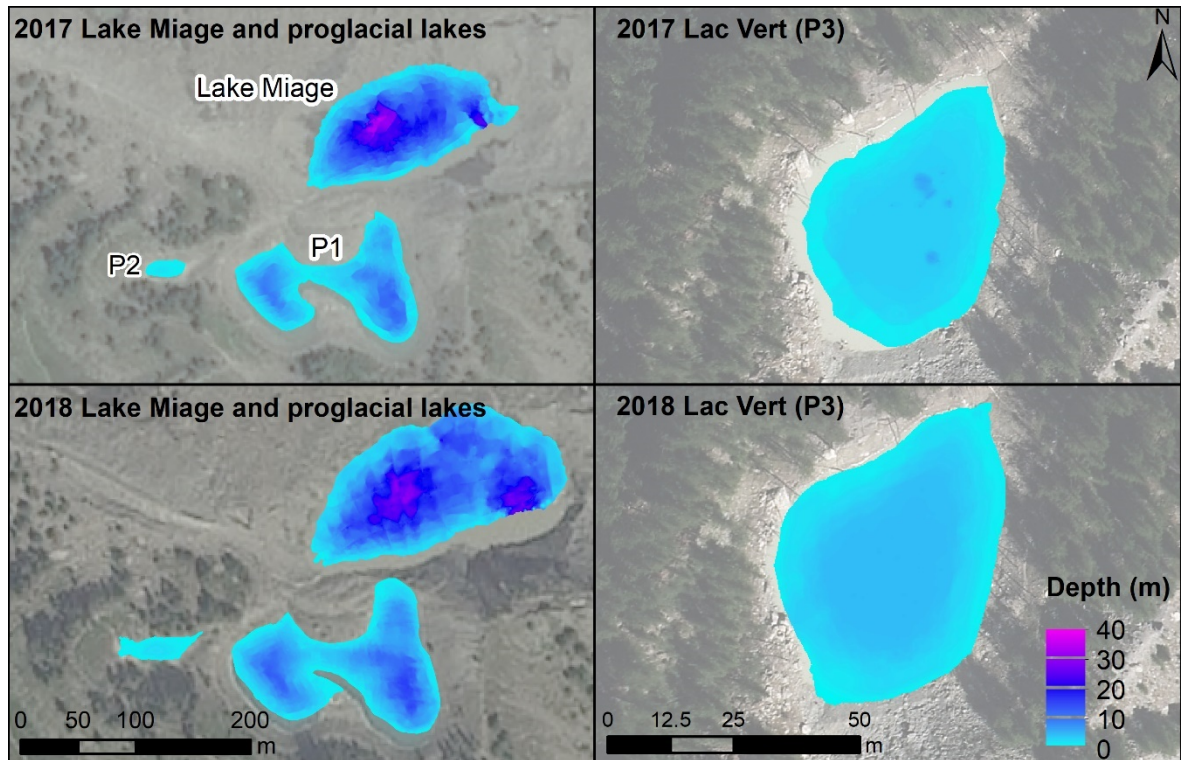 2017 Lake Miage and proglacial lakes
Lake Miage
P1
P2
2017 Lac Vert (P3)
N
2018 Lake Miage and proglacial lakes
0 50 100 200
m
2018 Lac Vert (P3)
0 12.5 25 50
m
Depth (m)
40
30
20
10
0